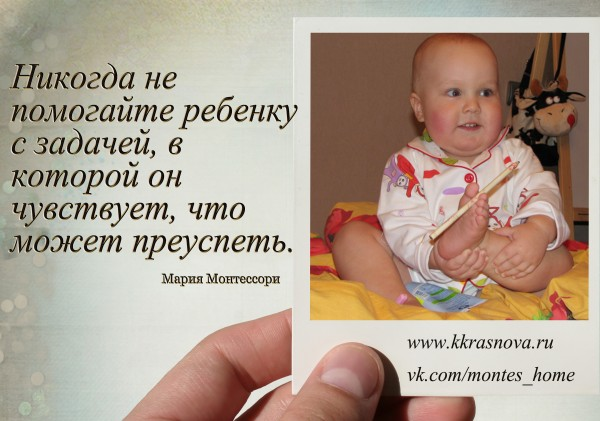 Никогда не
помогайте ребенку
с задачей, в
которой он
чувствует, что
может преуспеть.
Мария Монтессори
www.kkrasnova.ru
vk.com/montes_home